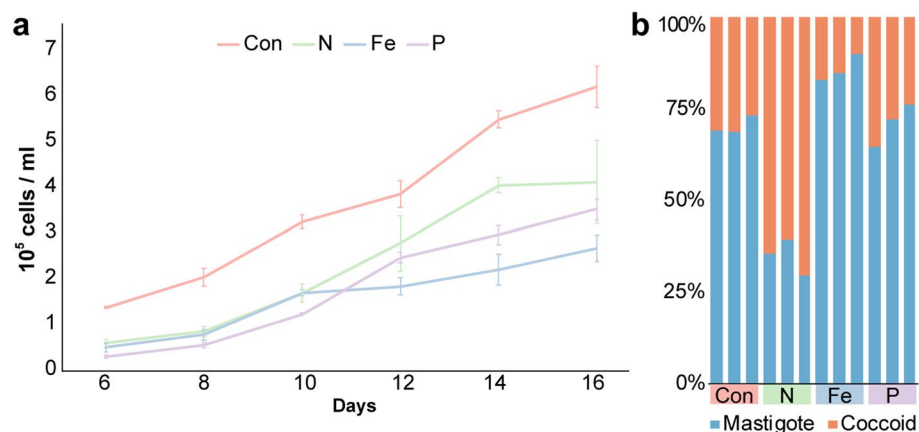 a
Con N Fe P
7
6
5
4
3
2
1
0
10⁵ cells / ml
6 8 10 12 14 16
Days
b
100%
75%
50%
25%
0%
Con N Fe P
Mastigote Coccoid